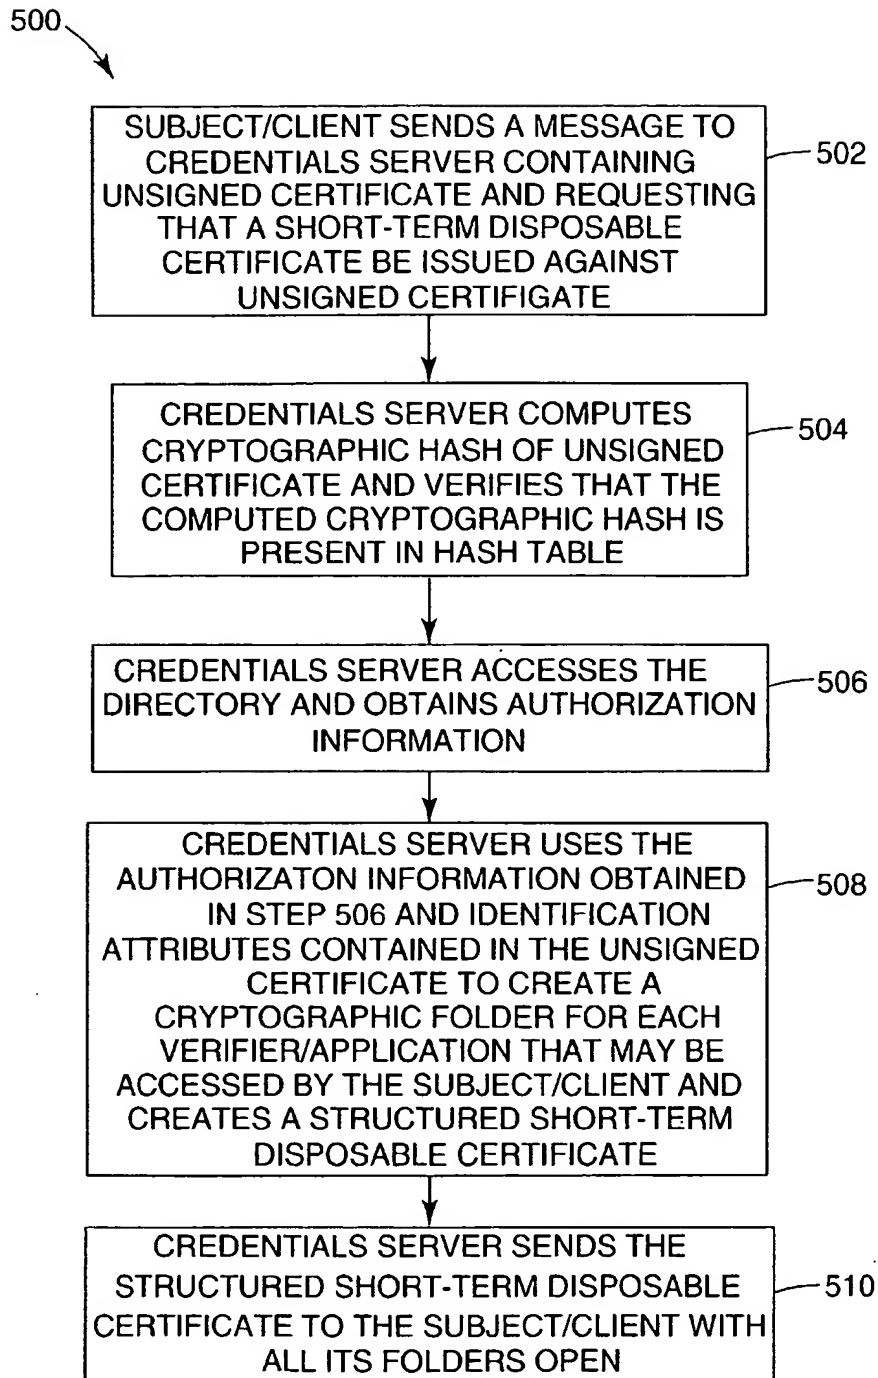 500
SUBJECT/CLIENT SENDS A MESSAGE TO
CREDENTIALS SERVER CONTAINING
UNSIGNED CERTIFICATE AND REQUESTING
THAT A SHORT-TERM DISPOSABLE
CERTIFICATE BE ISSUED AGAINST
UNSIGNED CERTIFIGATE
502
CREDENTIALS SERVER COMPUTES
CRYPTOGRAPHIC HASH OF UNSIGNED
CERTIFICATE AND VERIFIES THAT THE
COMPUTED CRYPTOGRAPHIC HASH IS
PRESENT IN HASH TABLE
504
CREDENTIALS SERVER ACCESSES THE
DIRECTORY AND OBTAINS AUTHORIZATION
INFORMATION
506
CREDENTIALS SERVER USES THE
AUTHORIZATON INFORMATION OBTAINED
IN STEP 506 AND IDENTIFICATION
ATTRIBUTES CONTAINED IN THE UNSIGNED
CERTIFICATE TO CREATE A
CRYPTOGRAPHIC FOLDER FOR EACH
VERIFIER/APPLICATION THAT MAY BE
ACCESSED BY THE SUBJECT/CLIENT AND
CREATES A STRUCTURED SHORT-TERM
DISPOSABLE CERTIFICATE
508
CREDENTIALS SERVER SENDS THE
STRUCTURED SHORT-TERM DISPOSABLE
CERTIFICATE TO THE SUBJECT/CLIENT WITH
ALL ITS FOLDERS OPEN
510